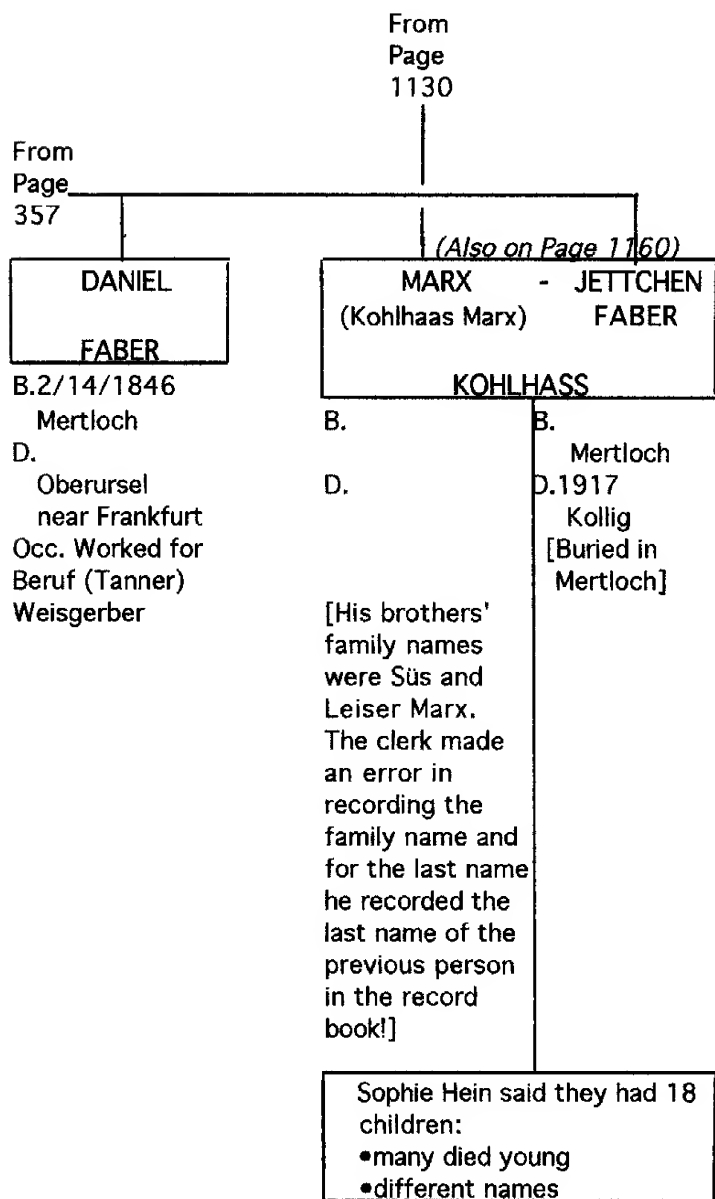 From
Page
1130
From
Page
357
(Also on Page 1160)
DANIEL
FABER
B.2/14/1846
Mertloch
D.
Oberursel
near Frankfurt
Occ. Worked for
Beruf (Tanner)
Weisgerber
MARX - JETTCHEN
(Kohlhaas Marx) FABER
KOHLHASS
B. B.
Mertloch
D. D.1917
Kollig
[Buried in
Mertloch]
[His brothers'
family names
were Süs and
Leiser Marx.
The clerk made
an error in
recording the
family name and
for the last name
he recorded the
last name of the
previous person
in the record
book!]
Sophie Hein said they had 18
children:
•many died young
•different names